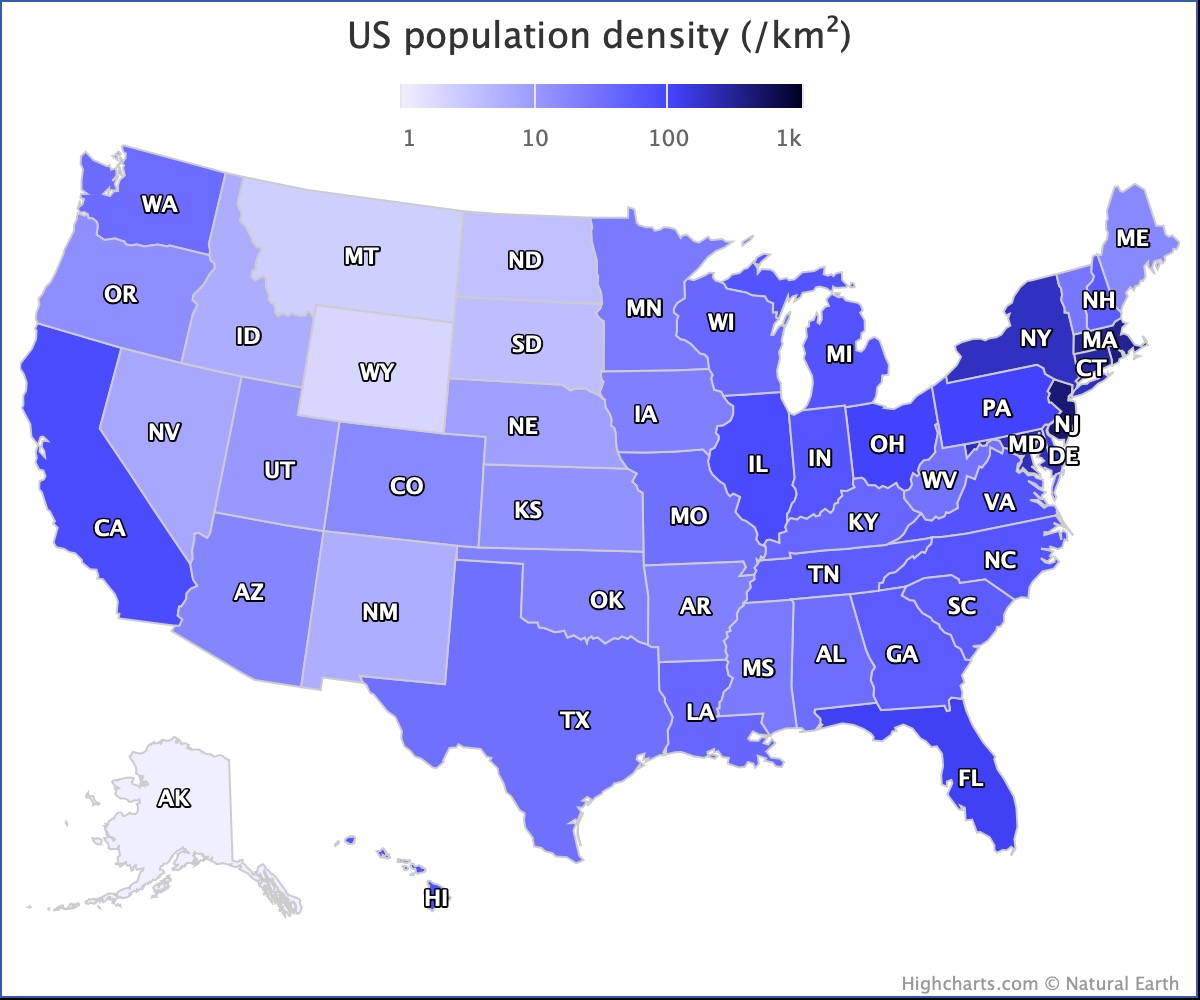 US population density (/km²)
1 10 100 1k
WA
ME
MT
ND
OR
NH
MN
WI
ID
SD
NY
MA
MI
CT
WY
PA
IA
NJ
NE
NV
OH
MD
DE
IN
IL
UT
WV
CO
VA
KS
MO
KY
CA
NC
TN
AZ
OK
AR
SC
NM
AL
GA
MS
LA
TX
FL
AK
HI
Highcharts.com © Natural Earth